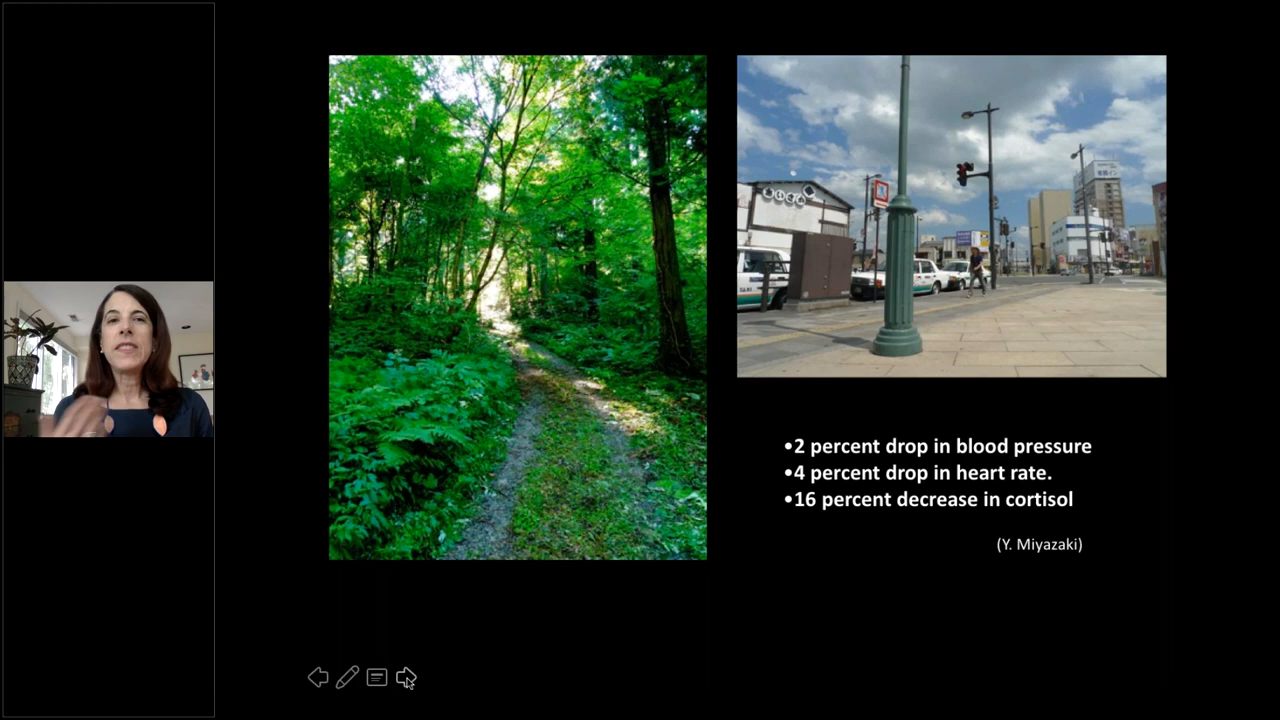 •2 percent drop in blood pressure
•4 percent drop in heart rate.
•16 percent decrease in cortisol
(Y. Miyazaki)